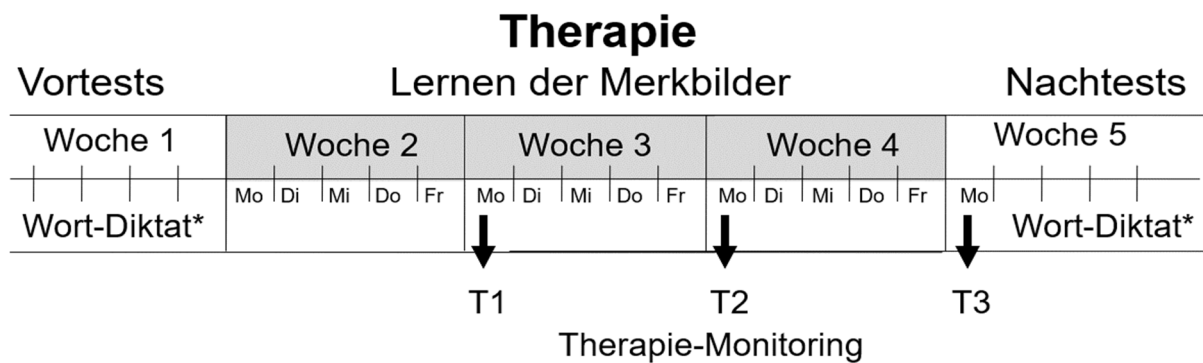 Therapie
Vortests Lernen der Merkbilder Nachtests
Woche 1 Woche 2 Woche 3 Woche 4 Woche 5
Mo Di Mi Do Fr Mo Di Mi Do Fr Mo Di Mi Do Fr Mo
Wort-Diktat* Wort-Diktat*
T1 T2 T3
Therapie-Monitoring